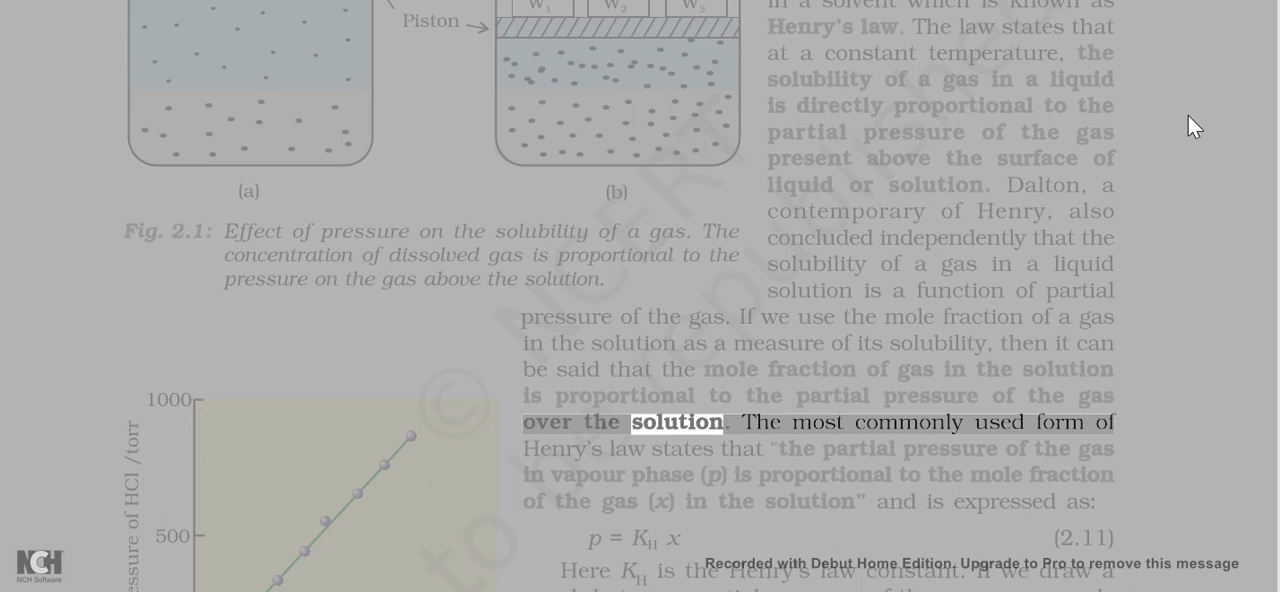 W1 W2 W3
Piston
(a)
(b)
Fig. 2.1: Effect of pressure on the solubility of a gas. The
concentration of dissolved gas is proportional to the
pressure on the gas above the solution.
in a solvent which is known as
Henry's law. The law states that
at a constant temperature, the
solubility of a gas in a liquid
is directly proportional to the
partial pressure of the gas
present above the surface of
liquid or solution. Dalton, a
contemporary of Henry, also
concluded independently that the
solubility of a gas in a liquid
solution is a function of partial
pressure of the gas. If we use the mole fraction of a gas
in the solution as a measure of its solubility, then it can
be said that the mole fraction of gas in the solution
is proportional to the partial pressure of the gas
over the solution. The most commonly used form of
Henry's law states that “the partial pressure of the gas
in vapour phase (p) is proportional to the mole fraction
of the gas (x) in the solution” and is expressed as:
p = KH x (2.11)
Here KH is the Henry's law constant. If we draw a
1000
500
of HCl /torr
© NCERT
NCH
NCH Software
Recorded with Debut Home Edition. Upgrade to Pro to remove this message